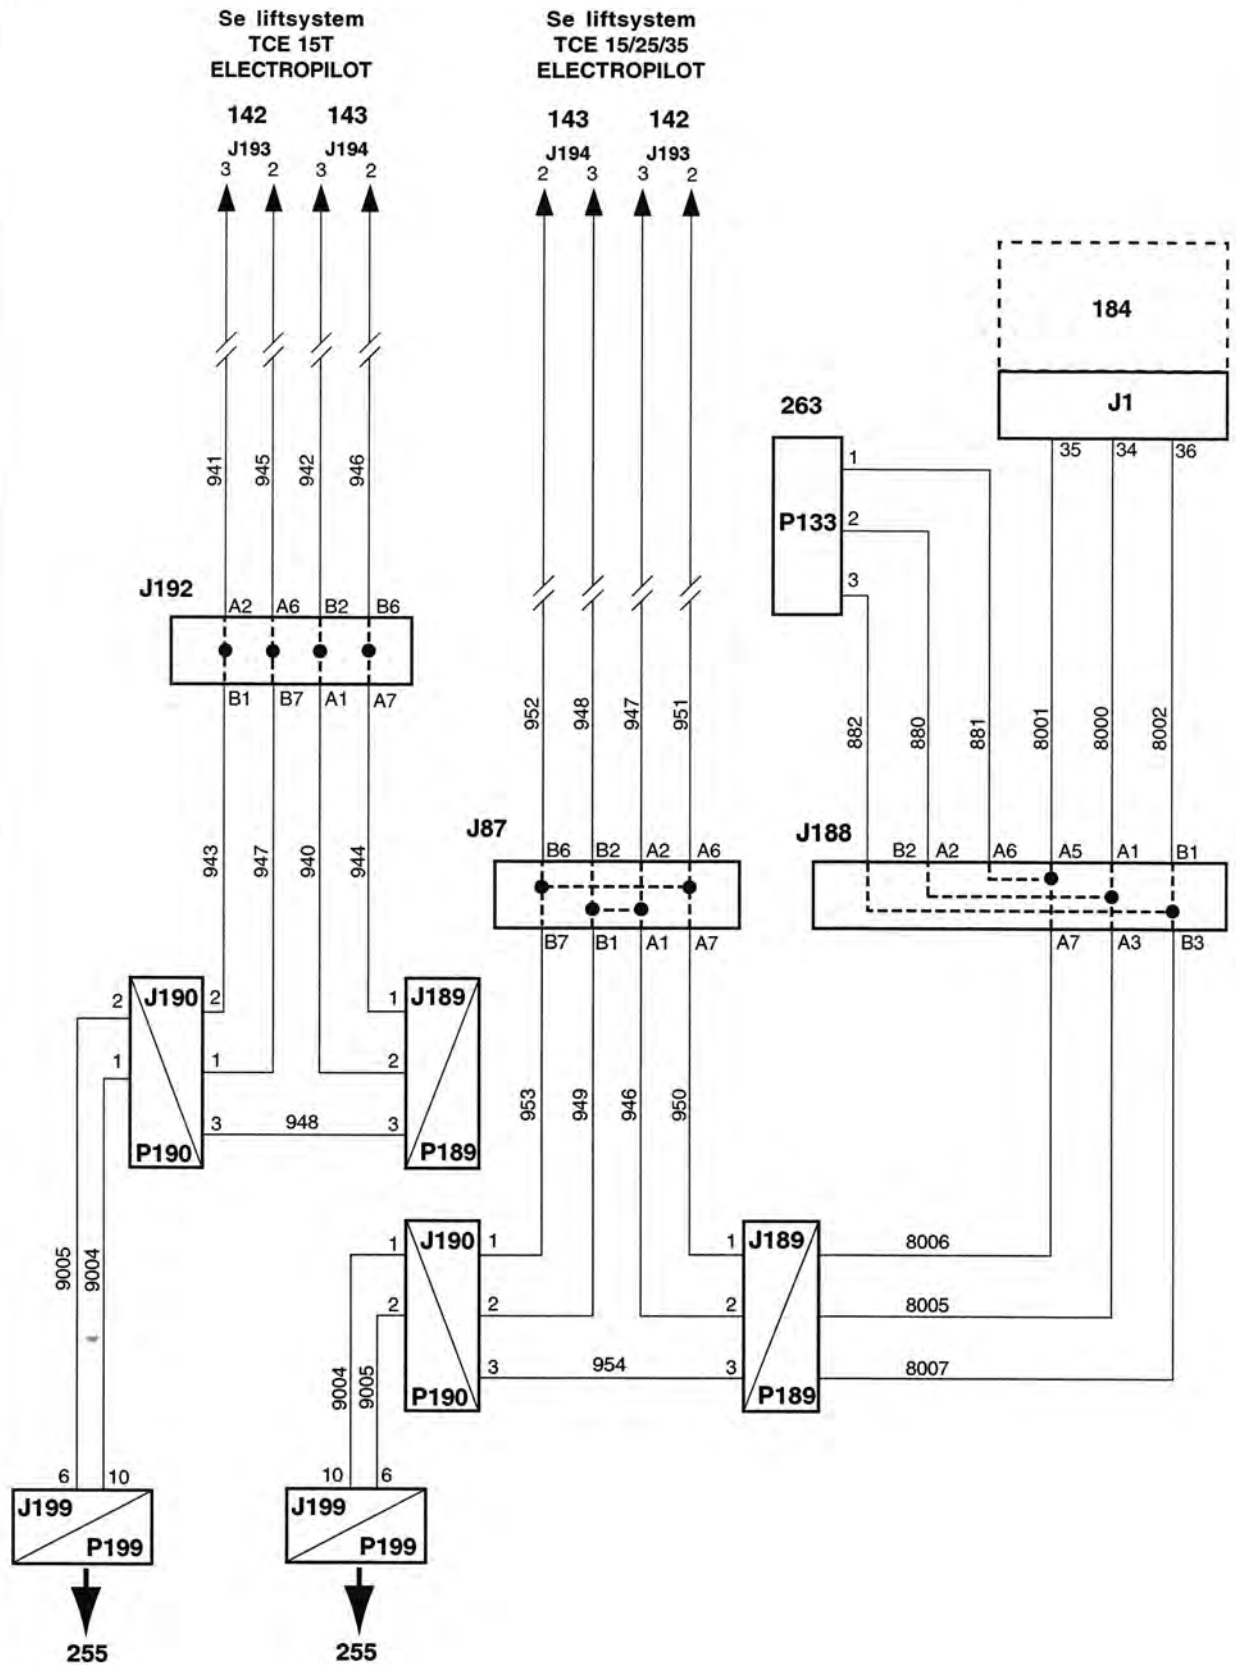 Se liftsystem
TCE 15T
ELECTROPILOT
Se liftsystem
TCE 15/25/35
ELECTROPILOT
142 143
J193 J194
3 2 3 2
143 142
J194 J193
2 3 3 2
184
J1
35 34 36
263
P133
1
2
3
941 945 942 946
J192
A2 A6 B2 B6
B1 B7 A1 A7
952 948 947 951
882 880 881 8001 8000 8002
J87
B6 B2 A2 A6
B7 B1 A1 A7
J188
B2 A2 A6 A5 A1 B1
A7 A3 B3
943 947 940 944
2 J190 2
1 1
3
P190
948
1 J189
2
3
P189
953 949 946 950
9005 9004
1 J190 1
2 2
3
P190
954
1 J189
2
3
P189
8006
8005
8007
9004 9005
6 10
J199
P199
255
10 6
J199
P199
255